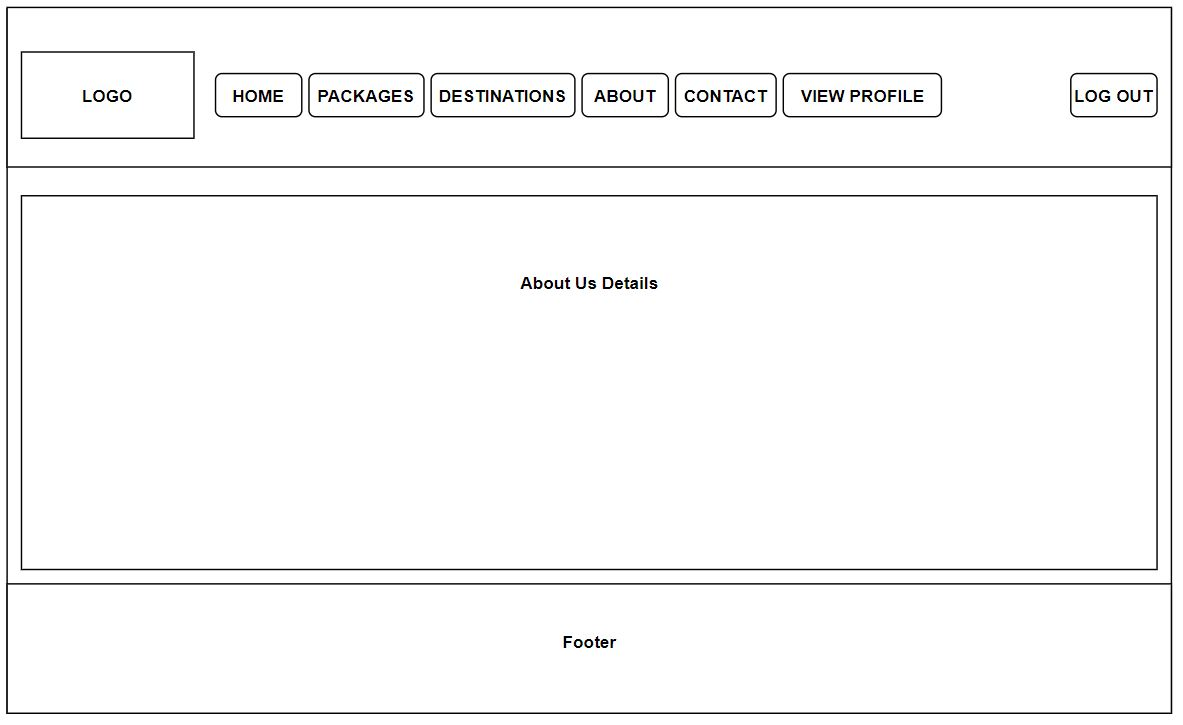 LOGO
HOME
PACKAGES
DESTINATIONS
ABOUT
CONTACT
VIEW PROFILE
LOG OUT
About Us Details
Footer